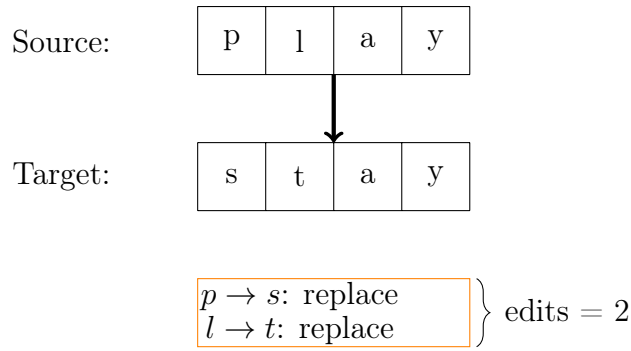 Source: p l a y
Target: s t a y
p → s: replace
l → t: replace
edits = 2